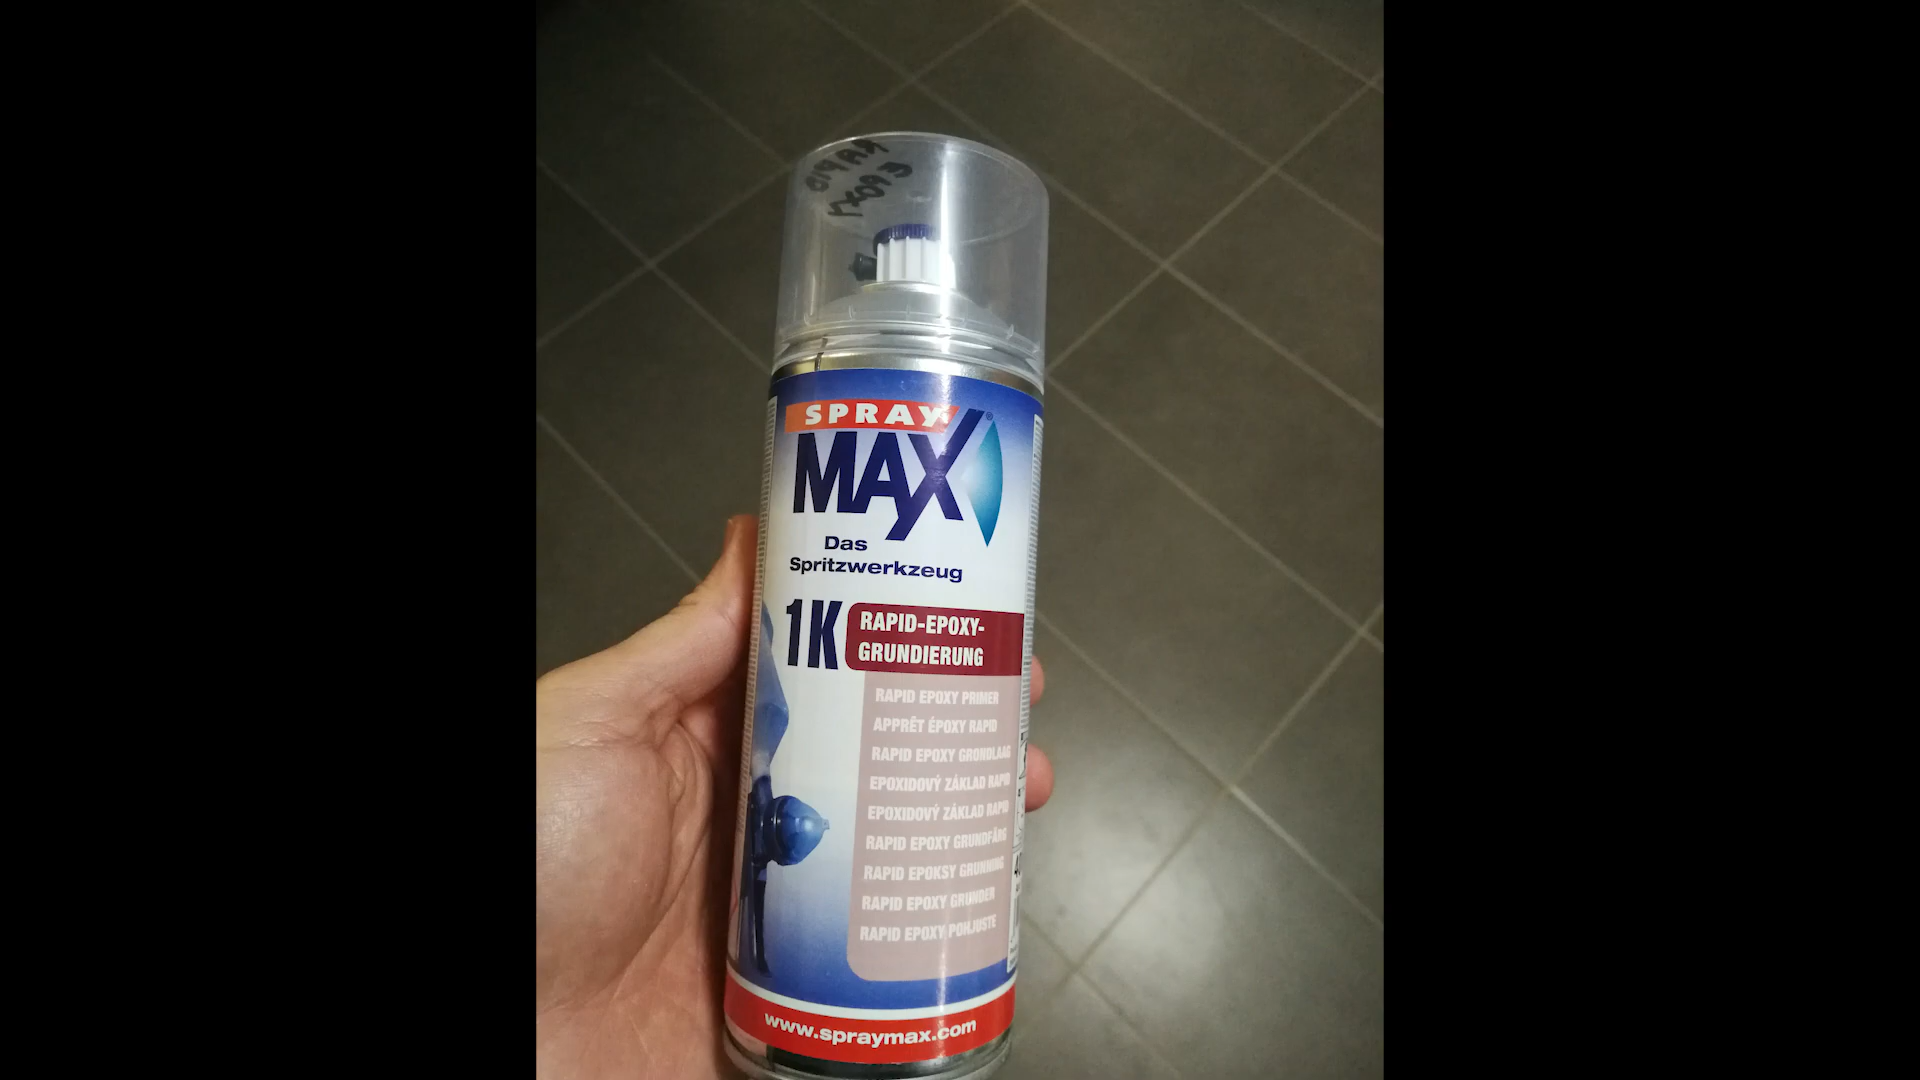 RAPID
EPOXY
SPRAY
MAX®
Das
Spritzwerkzeug
1K RAPID-EPOXY-
GRUNDIERUNG
RAPID EPOXY PRIMER
APPRÊT ÉPOXY RAPID
RAPID EPOXY GRONDLAAG
EPOXIDOVÝ ZÁKLAD RAPID
EPOXIDOVÝ ZÁKLAD RAPID
RAPID EPOXY GRUNDFÄRG
RAPID EPOKSY GRUNNING
RAPID EPOXY GRUNDER
RAPID EPOXY POHJUSTE
www.spraymax.com